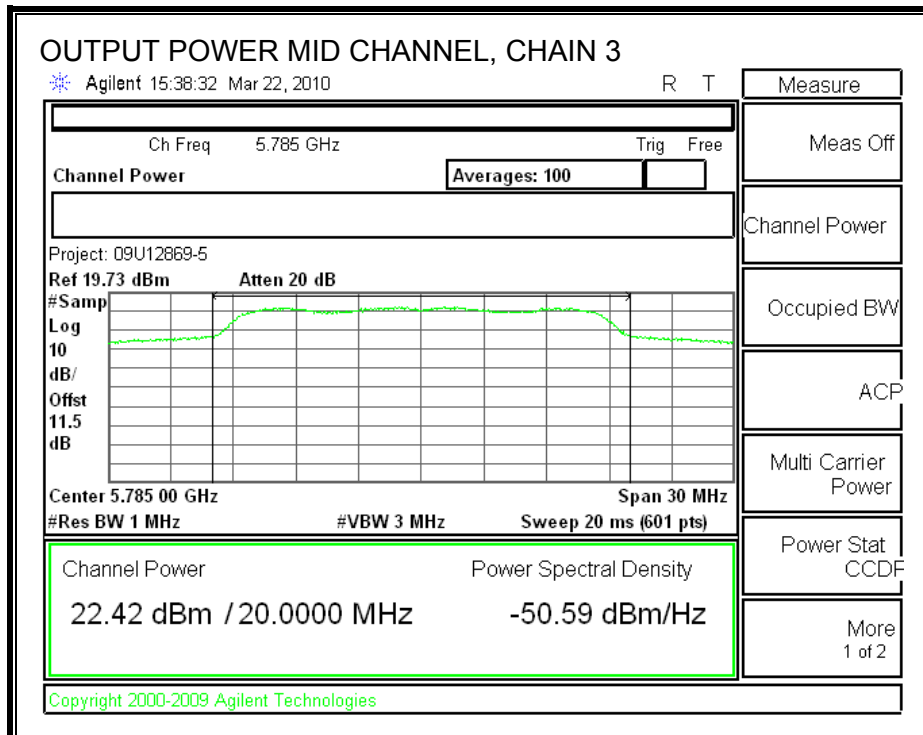 OUTPUT POWER MID CHANNEL, CHAIN 3
Agilent 15:38:32 Mar 22, 2010 R T
Measure
Ch Freq 5.785 GHz Trig Free
Meas Off
Channel Power Averages: 100
Channel Power
Project: 09U12869-5
Ref 19.73 dBm Atten 20 dB
#Samp
Log
10
dB/
Offst
11.5
dB
Occupied BW
ACP
Multi Carrier
Power
Center 5.785 00 GHz Span 30 MHz
#Res BW 1 MHz #VBW 3 MHz Sweep 20 ms (601 pts)
Power Stat
CCDF
Channel Power Power Spectral Density
22.42 dBm / 20.0000 MHz -50.59 dBm/Hz
More
1 of 2
Copyright 2000-2009 Agilent Technologies